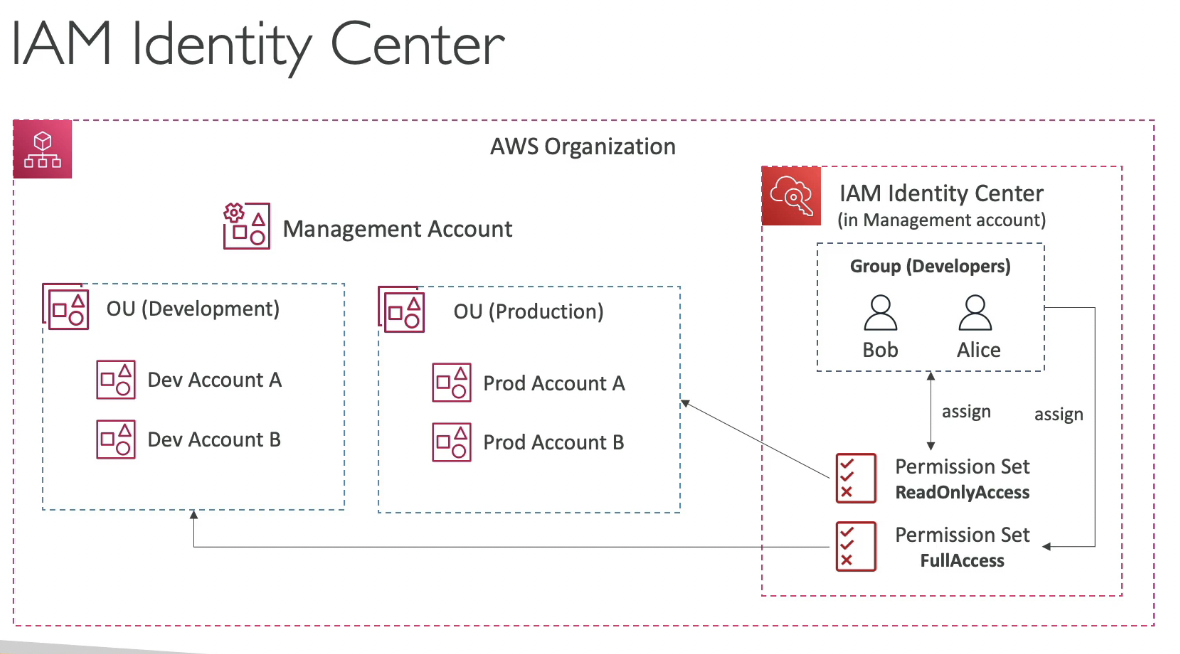 IAM Identity Center
AWS Organization
Management Account
OU (Development)
Dev Account A
Dev Account B
OU (Production)
Prod Account A
Prod Account B
IAM Identity Center
(in Management account)
Group (Developers)
Bob
Alice
assign
assign
Permission Set
ReadOnlyAccess
Permission Set
FullAccess